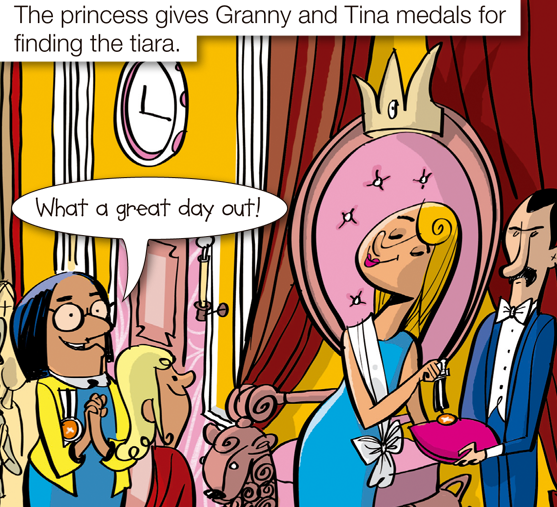 The princess gives Granny and Tina medals for
finding the tiara.
What a great day out!